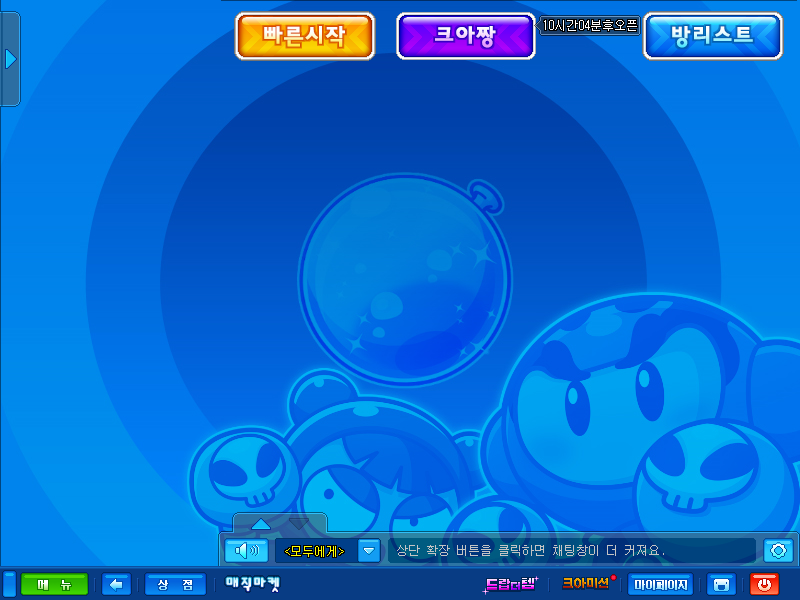 빠른시작
크아짱
10시간04분후오픈
방리스트
<모두에게>
상단 확장 버튼을 클릭하면 채팅창이 더 커져요.
메 뉴
상 점
매직마켓
드랍더템
크아미션
마이페이지